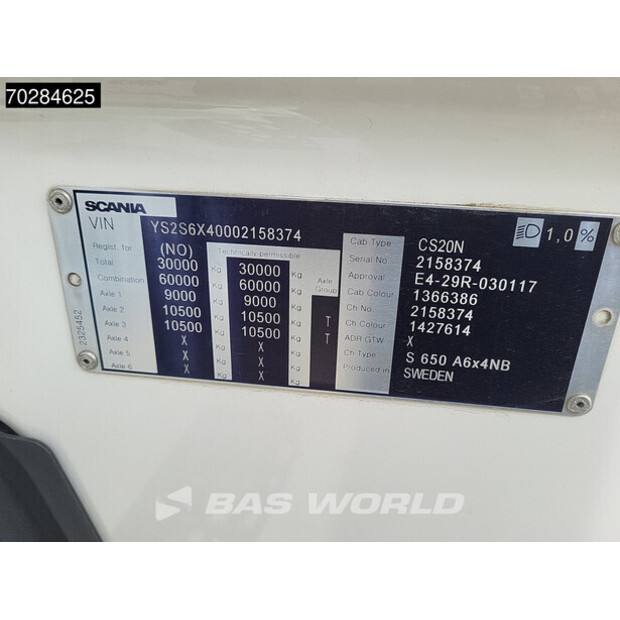 70284625
SCANIA
VIN YS2S6X40002158374
Regist. for (NO) Technically permissible
Total 30000 Kg 30000 Kg Axle Group
Combination 60000 Kg 60000 Kg
Axle 1 9000 Kg 9000 Kg
Axle 2 10500 Kg 10500 Kg T
Axle 3 10500 Kg 10500 Kg T
Axle 4 X Kg X Kg
Axle 5 X Kg X Kg
Axle 6 X Kg X Kg
Cab Type CS20N 1,0 %
Serial No. 2158374
Approval E4-29R-030117
Cab Colour 1366386
Ch No. 2158374
Ch Colour 1427614
ADR GTW X
Ch Type S 650 A6x4NB
Produced in SWEDEN
2325452
BAS WORLD